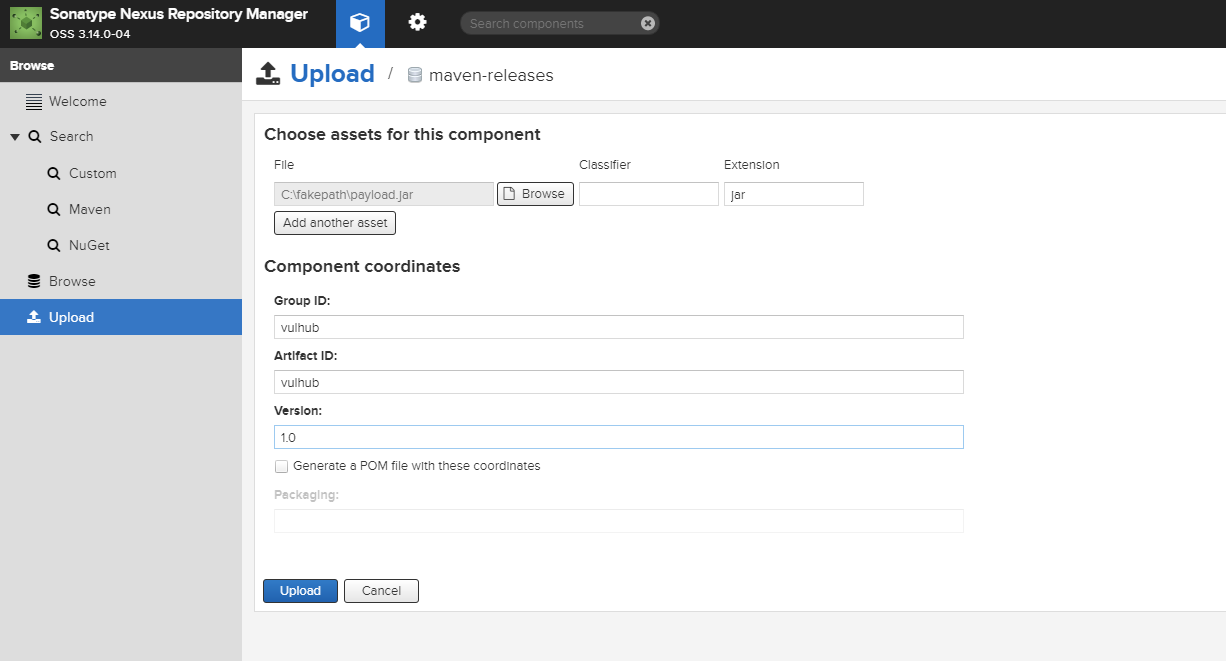 Sonatype Nexus Repository Manager
OSS 3.14.0-04
Search components
Browse
Welcome
Search
Custom
Maven
NuGet
Browse
Upload
Upload / maven-releases
Choose assets for this component
File Classifier Extension
C:\fakepath\payload.jar Browse jar
Add another asset
Component coordinates
Group ID:
vulhub
Artifact ID:
vulhub
Version:
1.0
Generate a POM file with these coordinates
Packaging:
Upload Cancel